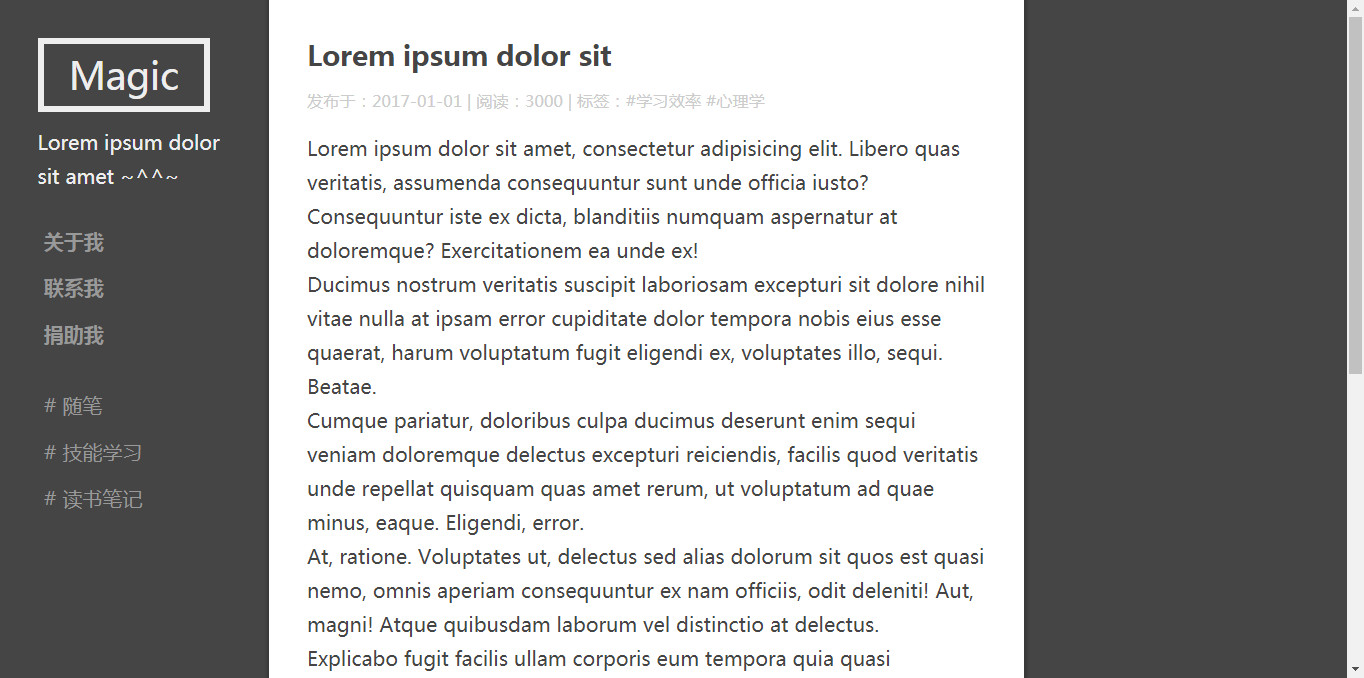 Magic
Lorem ipsum dolor
sit amet ~^^~
关于我
联系我
捐助我
# 随笔
# 技能学习
# 读书笔记
Lorem ipsum dolor sit
发布于：2017-01-01 | 阅读：3000 | 标签：#学习效率 #心理学
Lorem ipsum dolor sit amet, consectetur adipisicing elit. Libero quas
veritatis, assumenda consequuntur sunt unde officia iusto?
Consequuntur iste ex dicta, blanditiis numquam aspernatur at
doloremque? Exercitationem ea unde ex!
Ducimus nostrum veritatis suscipit laboriosam excepturi sit dolore nihil
vitae nulla at ipsam error cupiditate dolor tempora nobis eius esse
quaerat, harum voluptatum fugit eligendi ex, voluptates illo, sequi.
Beatae.
Cumque pariatur, doloribus culpa ducimus deserunt enim sequi
veniam doloremque delectus excepturi reiciendis, facilis quod veritatis
unde repellat quisquam quas amet rerum, ut voluptatum ad quae
minus, eaque. Eligendi, error.
At, ratione. Voluptates ut, delectus sed alias dolorum sit quos est quasi
nemo, omnis aperiam consequuntur ex nam officiis, odit deleniti! Aut,
magni! Atque quibusdam laborum vel distinctio at delectus.
Explicabo fugit facilis ullam corporis eum tempora quia quasi